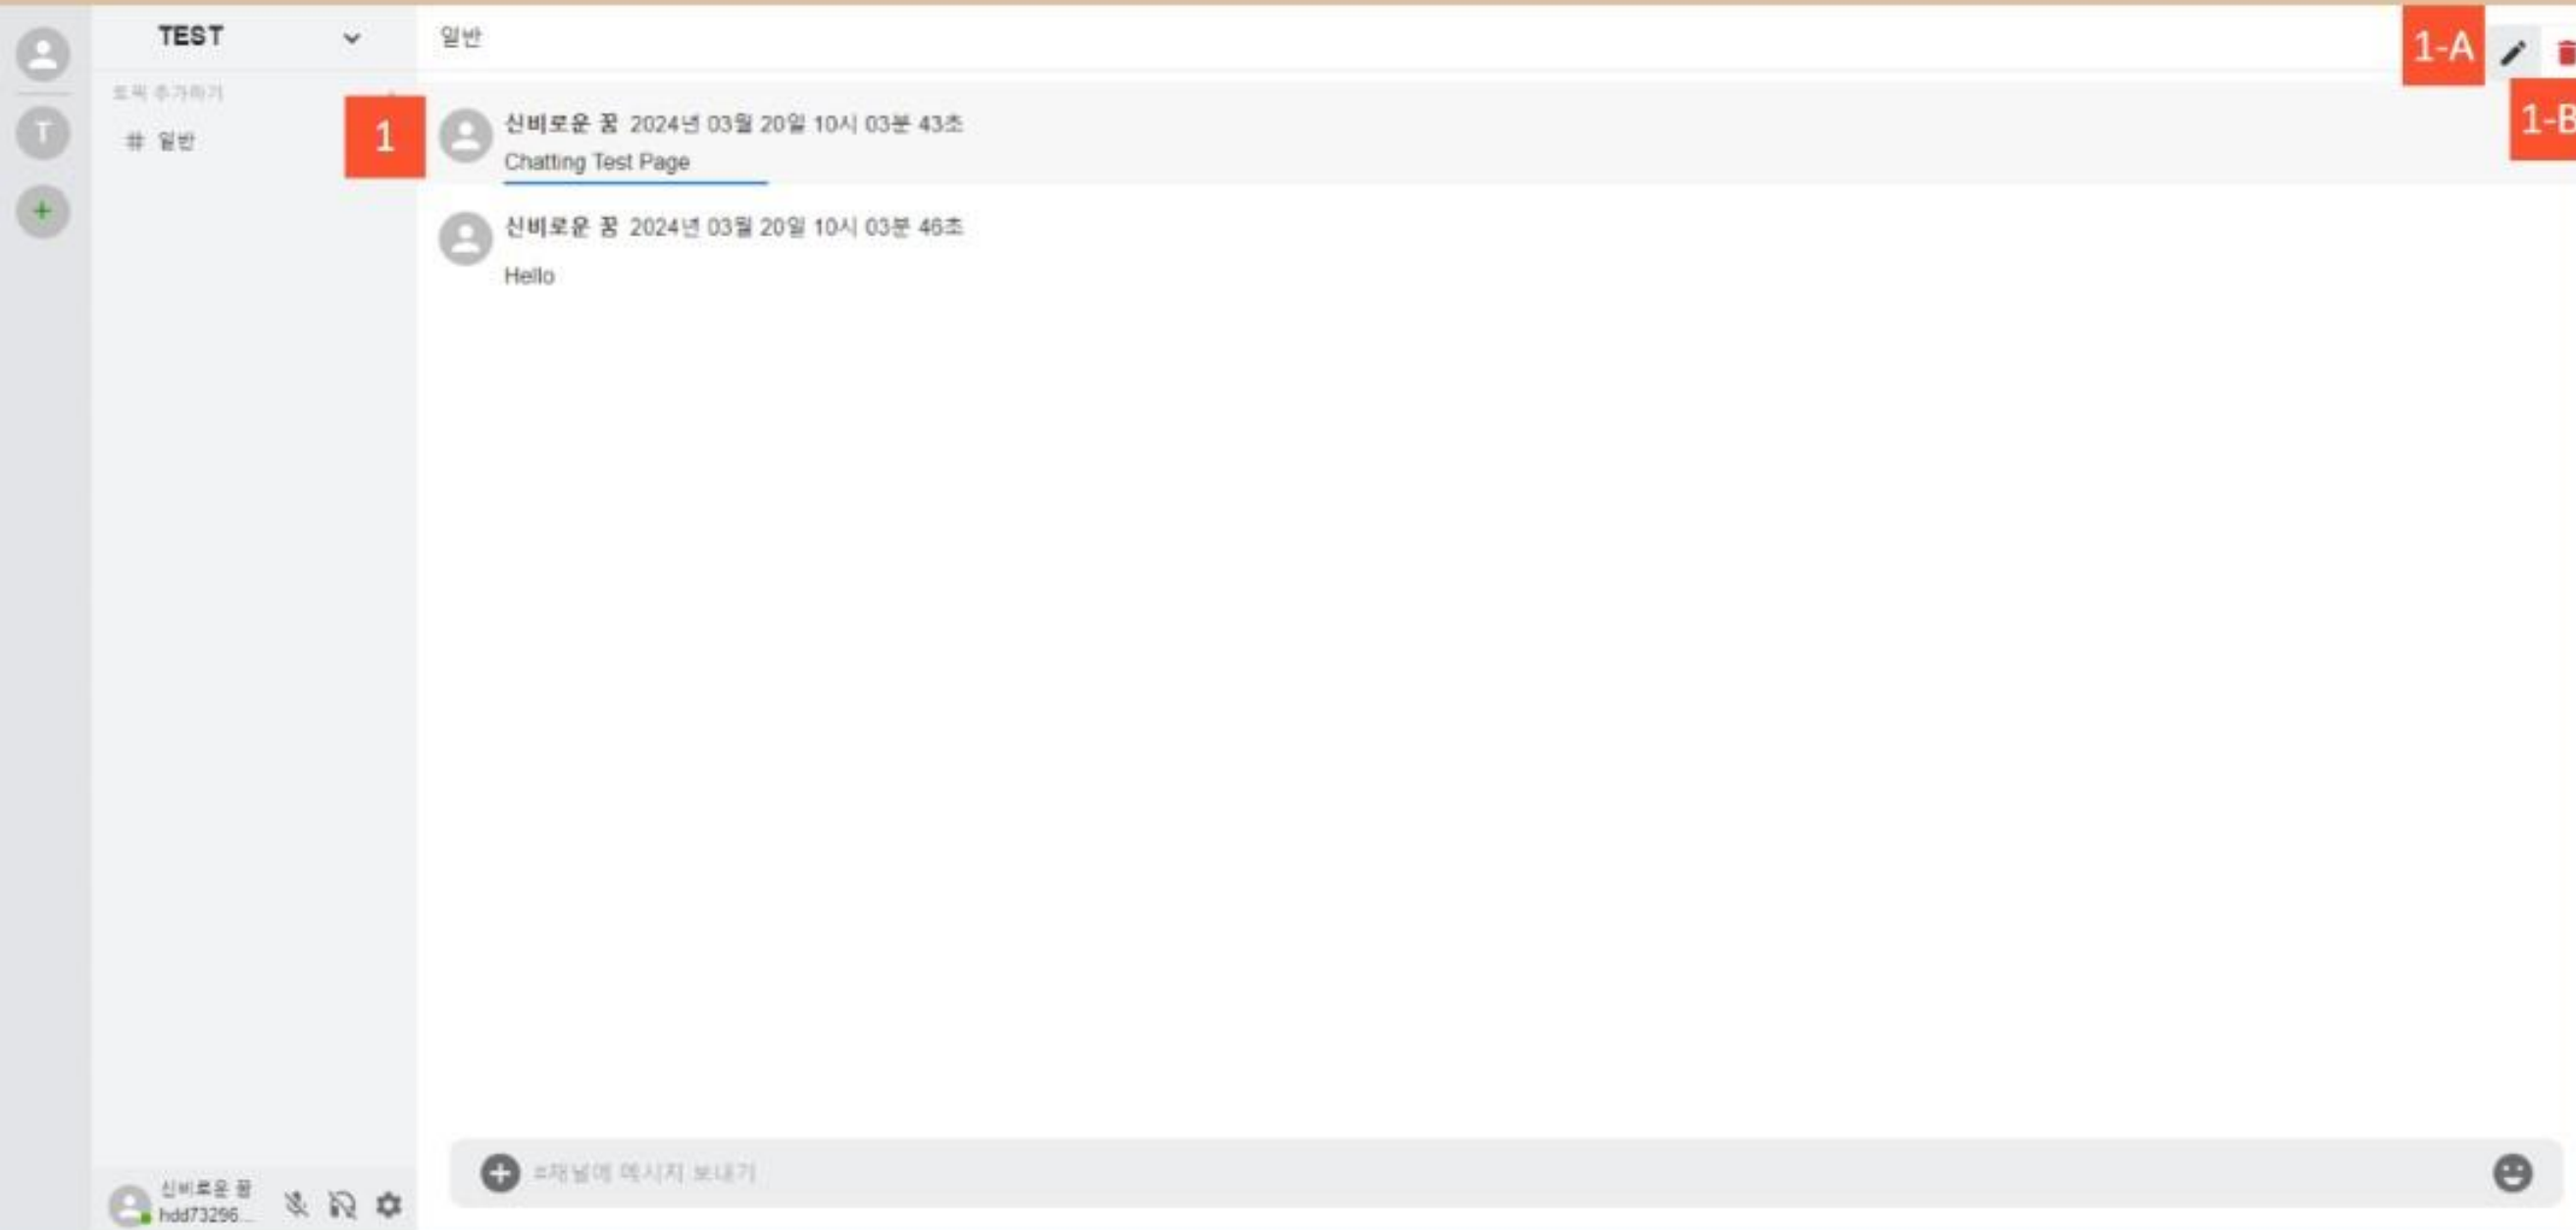 TEST
일반
1-A
T
토픽 추가하기
# 일반
1
신비로운 꿈 2024년 03월 20일 10시 03분 43초
Chatting Test Page
1-B
신비로운 꿈 2024년 03월 20일 10시 03분 46초
Hello
#채널에 메시지 보내기
신비로운 꿈
hdd73296...